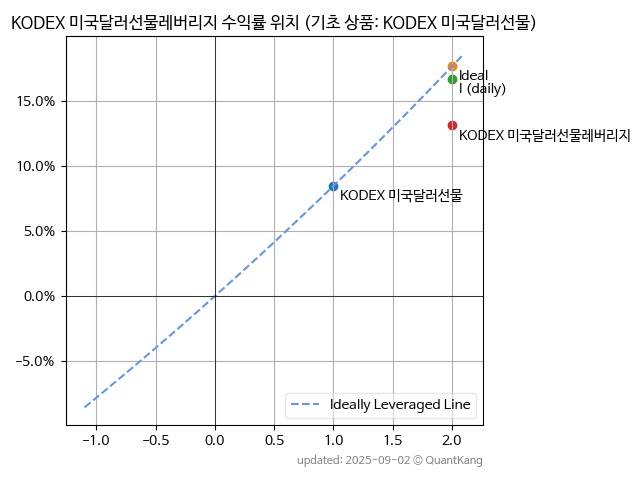 KODEX 미국달러선물레버리지 수익률 위치 (기초 상품: KODEX 미국달러선물)
Ideal
I (daily)
15.0%
KODEX 미국달러선물레버리지
10.0%
KODEX 미국달러선물
5.0%
0.0%
−5.0%
Ideally Leveraged Line
−1.0 −0.5 0.0 0.5 1.0 1.5 2.0
updated: 2025-09-02 © QuantKang